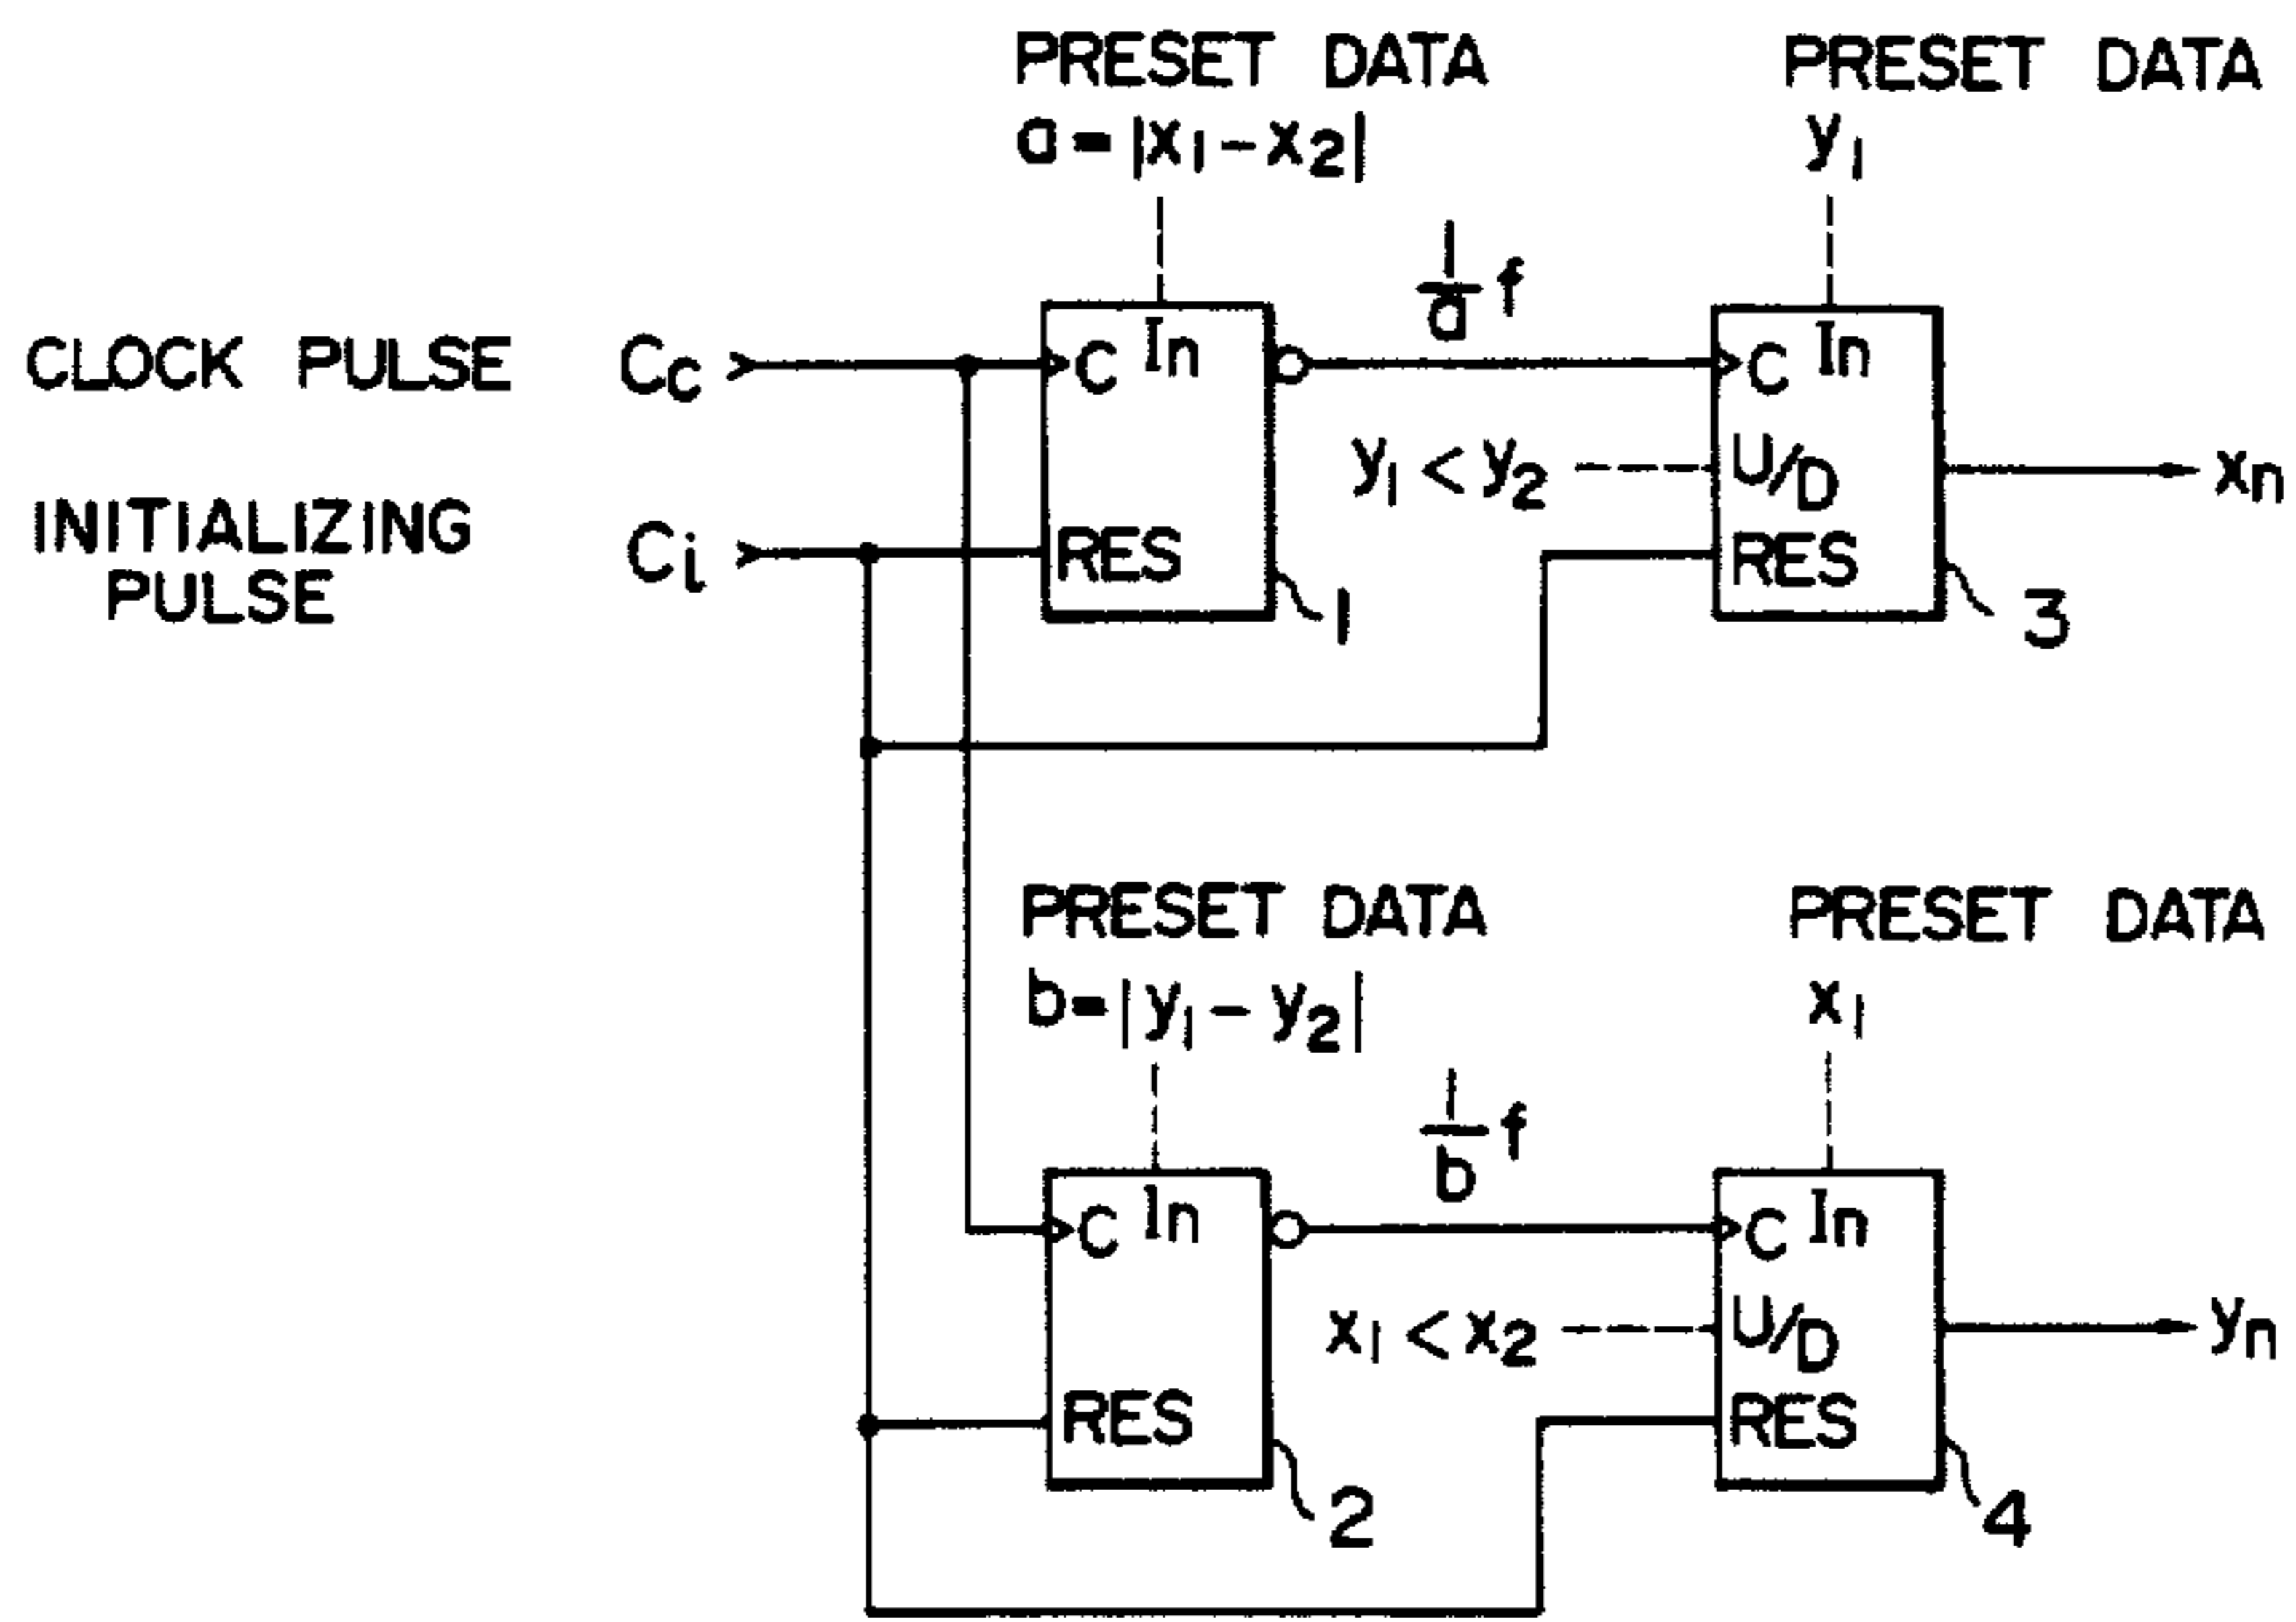 PRESET DATA
a = |x1 - x2|
PRESET DATA
y1
1/a f
CLOCK PULSE Cc
C In
C In
y1 < y2
U/D
xn
INITIALIZING
PULSE
Ci
RES
RES
1
3
PRESET DATA
b = |y1 - y2|
PRESET DATA
x1
1/b f
C In
C In
x1 < x2
U/D
yn
RES
RES
2
4